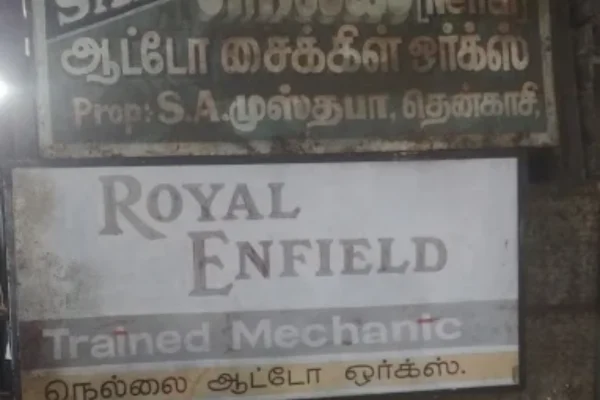 ஆட்டோ சைக்கிள் ஒர்க்ஸ்
Prop: S.A. முஸ்தபா, தென்காசி,
ROYAL
ENFIELD
Trained Mechanic
நெல்லை ஆட்டோ ஒர்க்ஸ்.